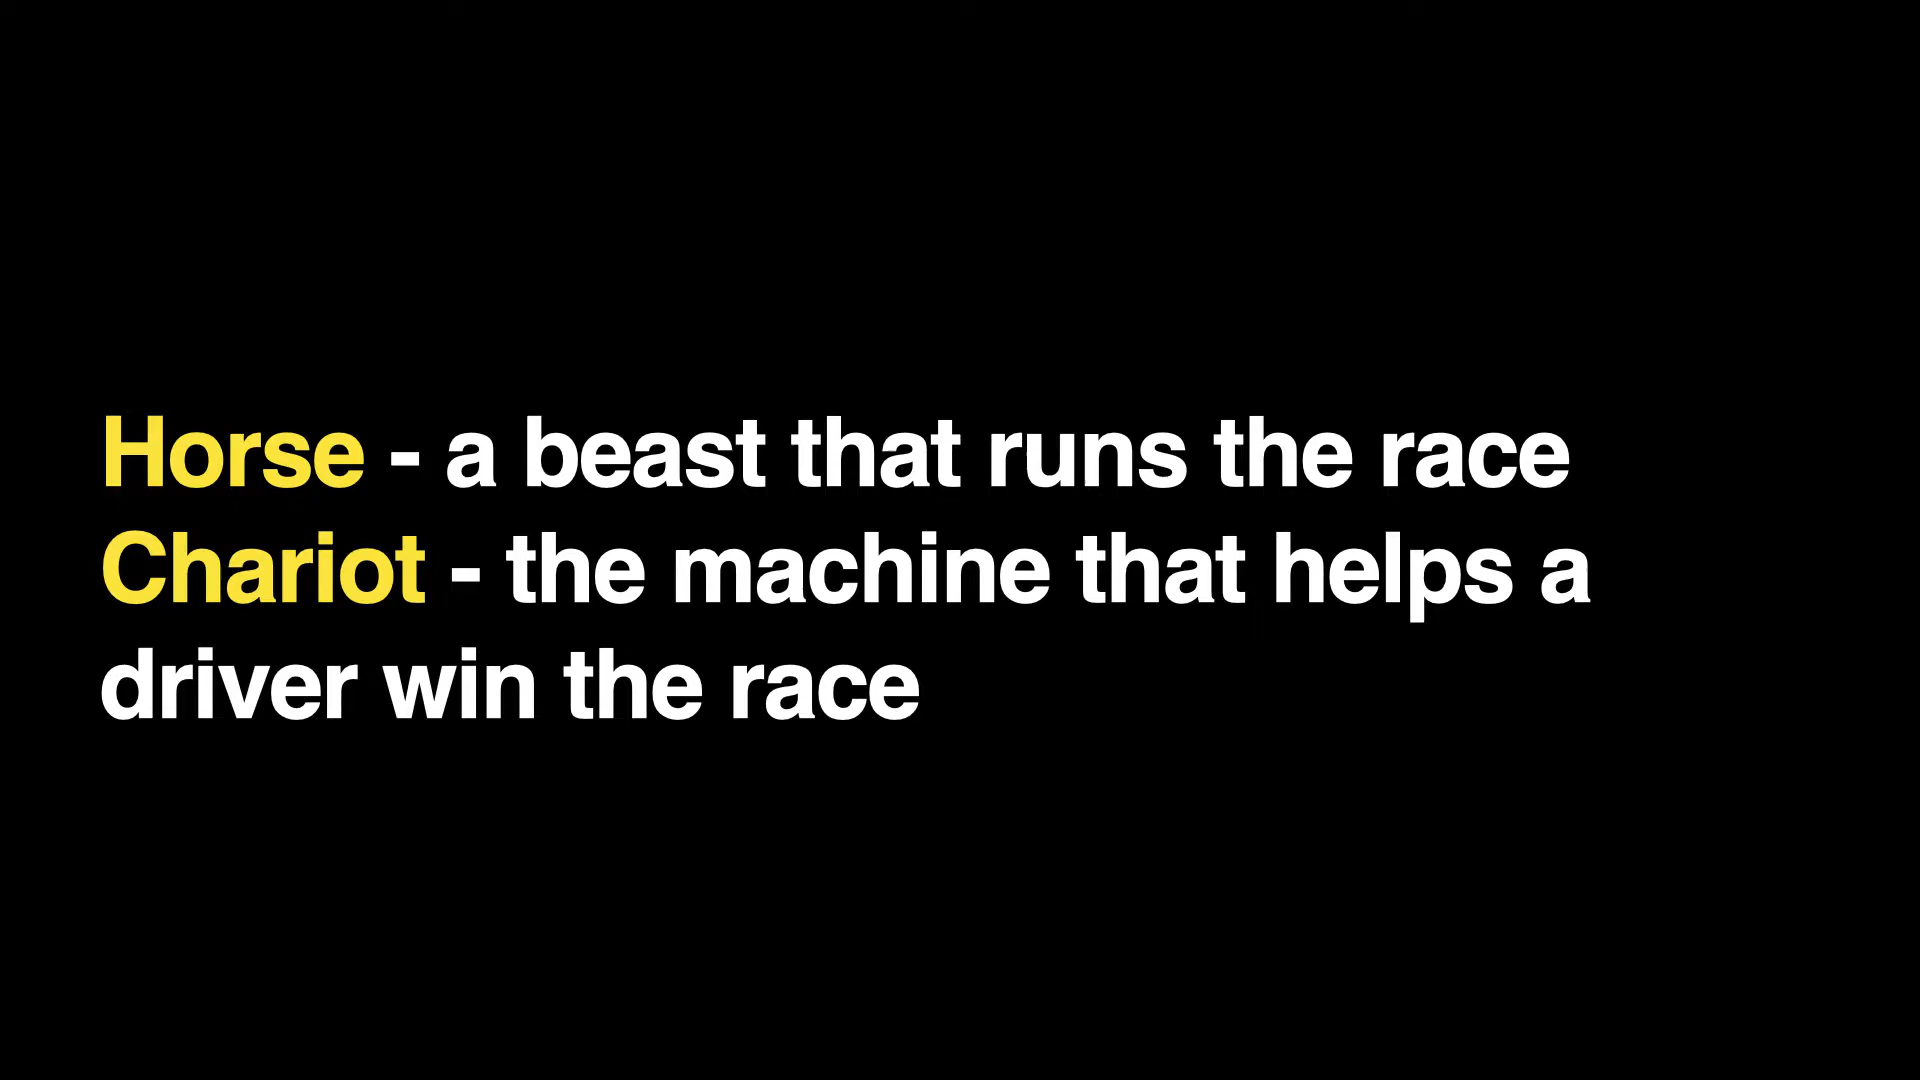 Horse - a beast that runs the race
Chariot - the machine that helps a
driver win the race